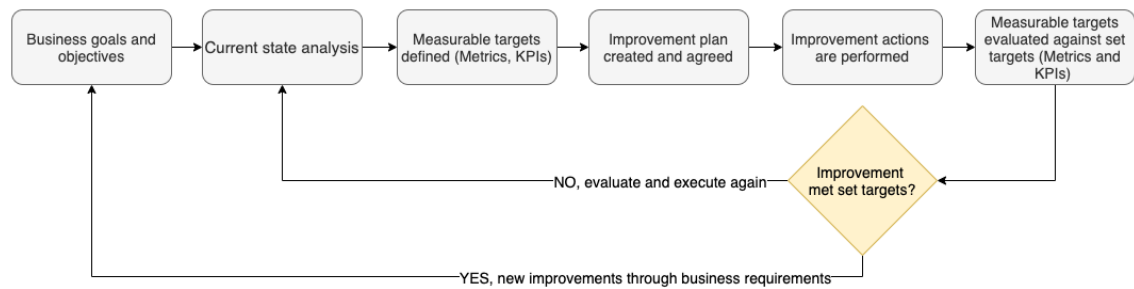 Business goals and
objectives
Current state analysis
Measurable targets
defined (Metrics, KPIs)
Improvement plan
created and agreed
Improvement actions
are performed
Measurable targets
evaluated against set
targets (Metrics and
KPIs)
Improvement
met set targets?
NO, evaluate and execute again
YES, new improvements through business requirements